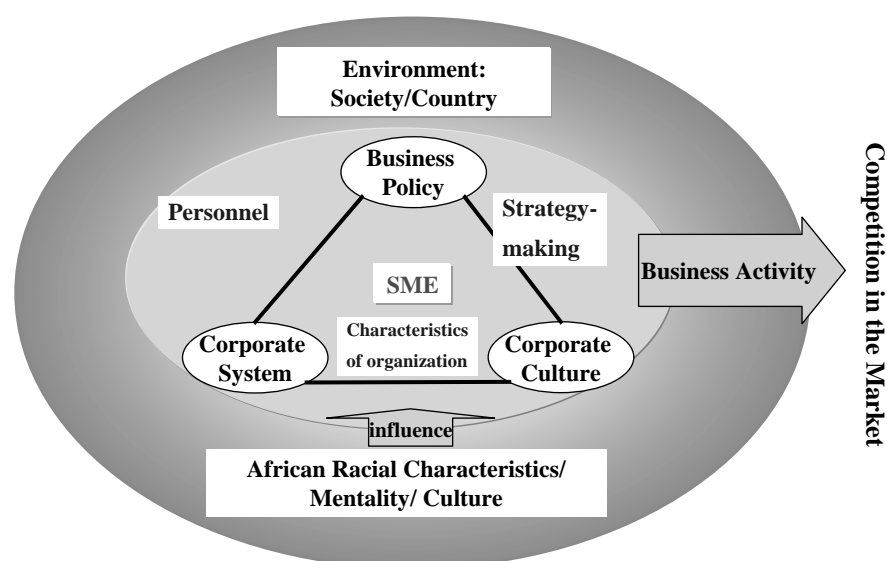 Environment:
Society/Country
Business
Policy
Personnel
Strategy-
making
SME
Characteristics
of organization
Corporate
System
Corporate
Culture
influence
African Racial Characteristics/
Mentality/ Culture
Business Activity
Competition in the Market